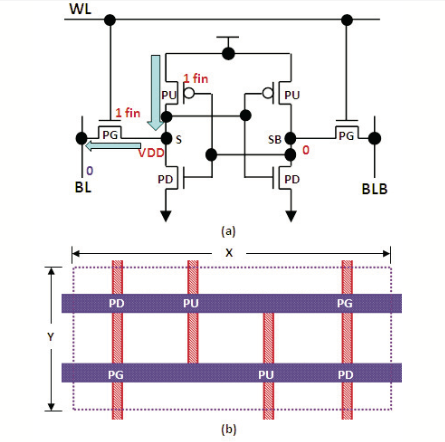 WL
PU
1 fin
PU
1 fin
PG
S
SB
PG
VDD
0
0
PD
PD
BL
BLB
(a)
X
PD
PU
PG
Y
PG
PU
PD
(b)